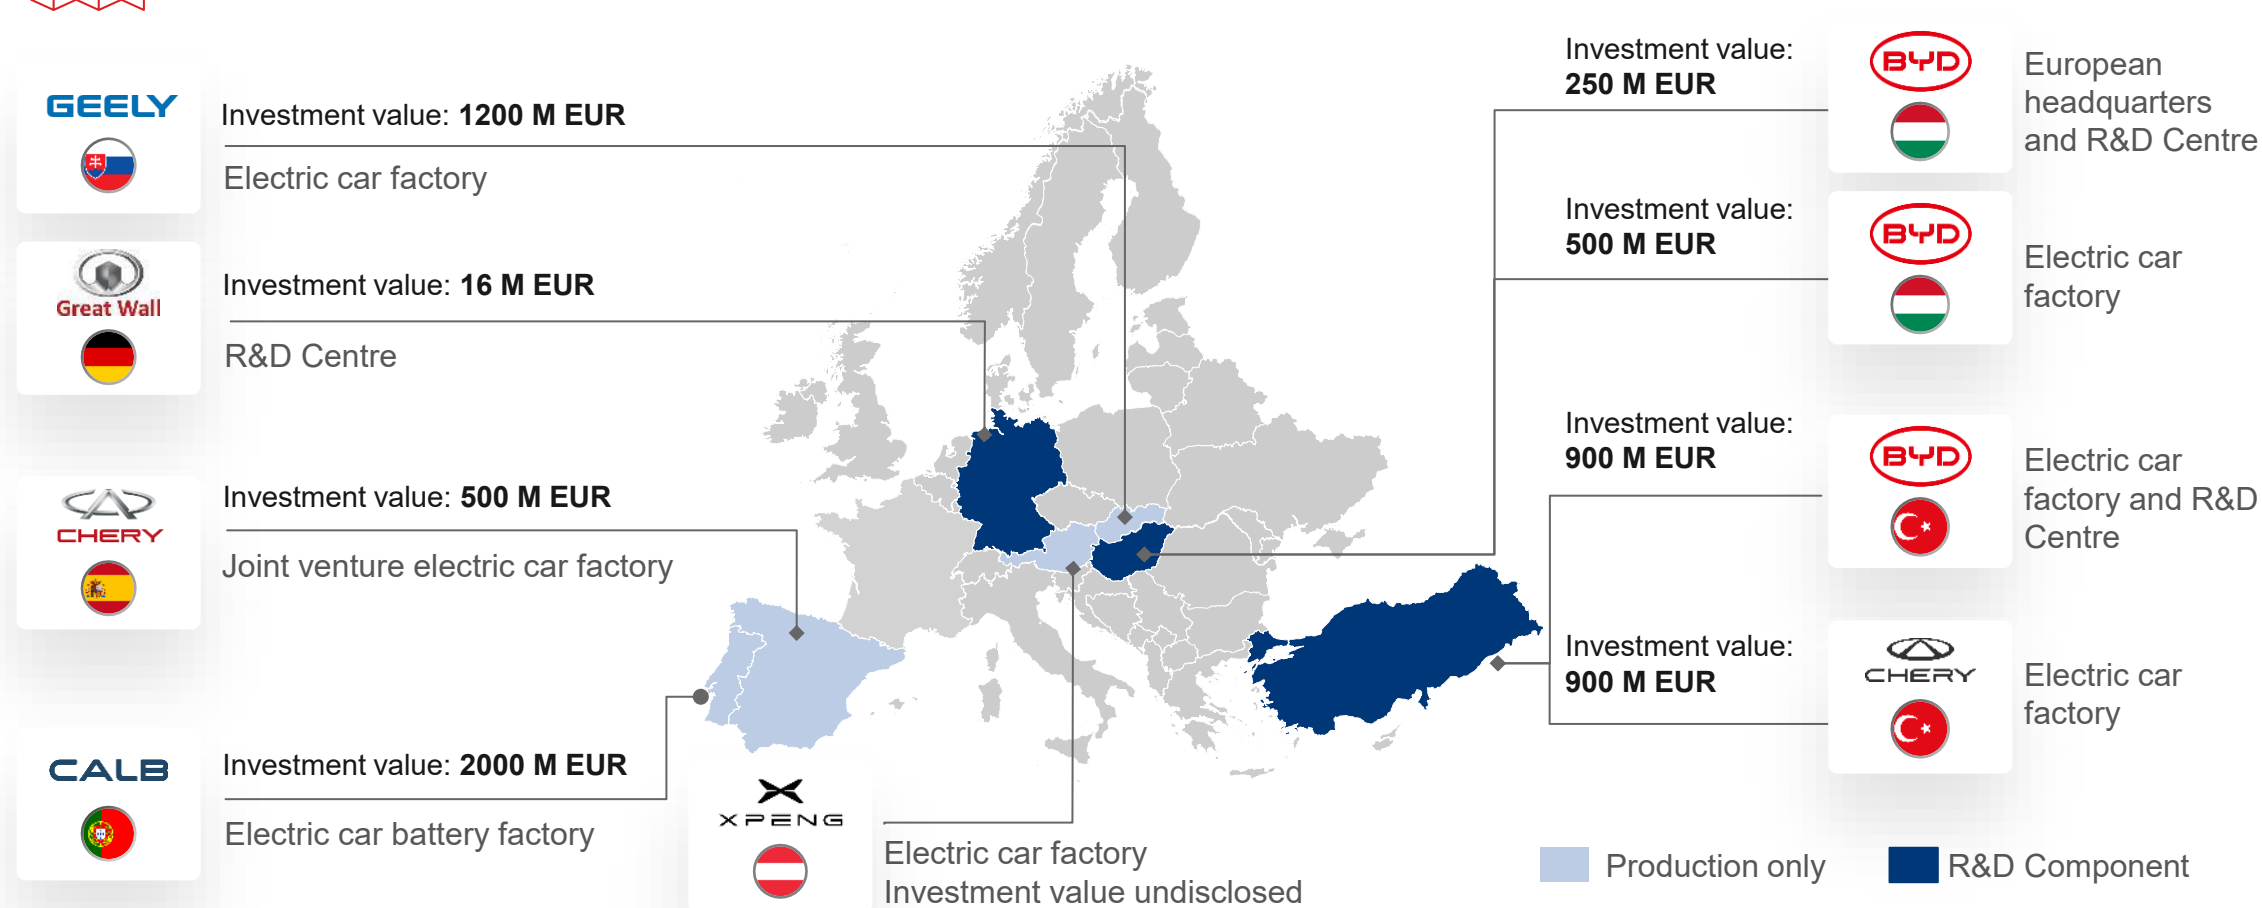 GEELY
Investment value: 1200 M EUR
Electric car factory
Great Wall
Investment value: 16 M EUR
R&D Centre
CHERY
Investment value: 500 M EUR
Joint venture electric car factory
CALB
Investment value: 2000 M EUR
Electric car battery factory
XPENG
Electric car factory
Investment value undisclosed
Investment value:
250 M EUR
BYD
European
headquarters
and R&D Centre
Investment value:
500 M EUR
BYD
Electric car
factory
Investment value:
900 M EUR
BYD
Electric car
factory and R&D
Centre
Investment value:
900 M EUR
CHERY
Electric car
factory
Production only
R&D Component